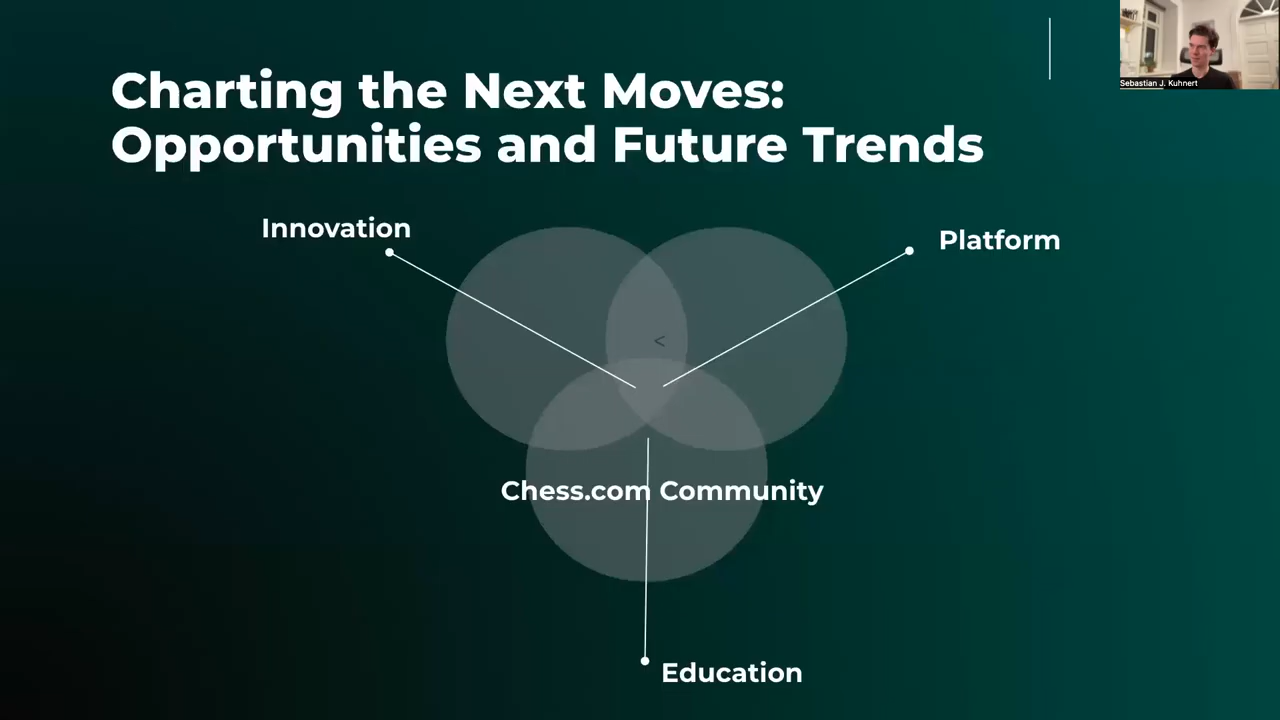 Sebastian J. Kuhnert
Charting the Next Moves:
Opportunities and Future Trends
Innovation
Platform
<
Chess.com Community
Education